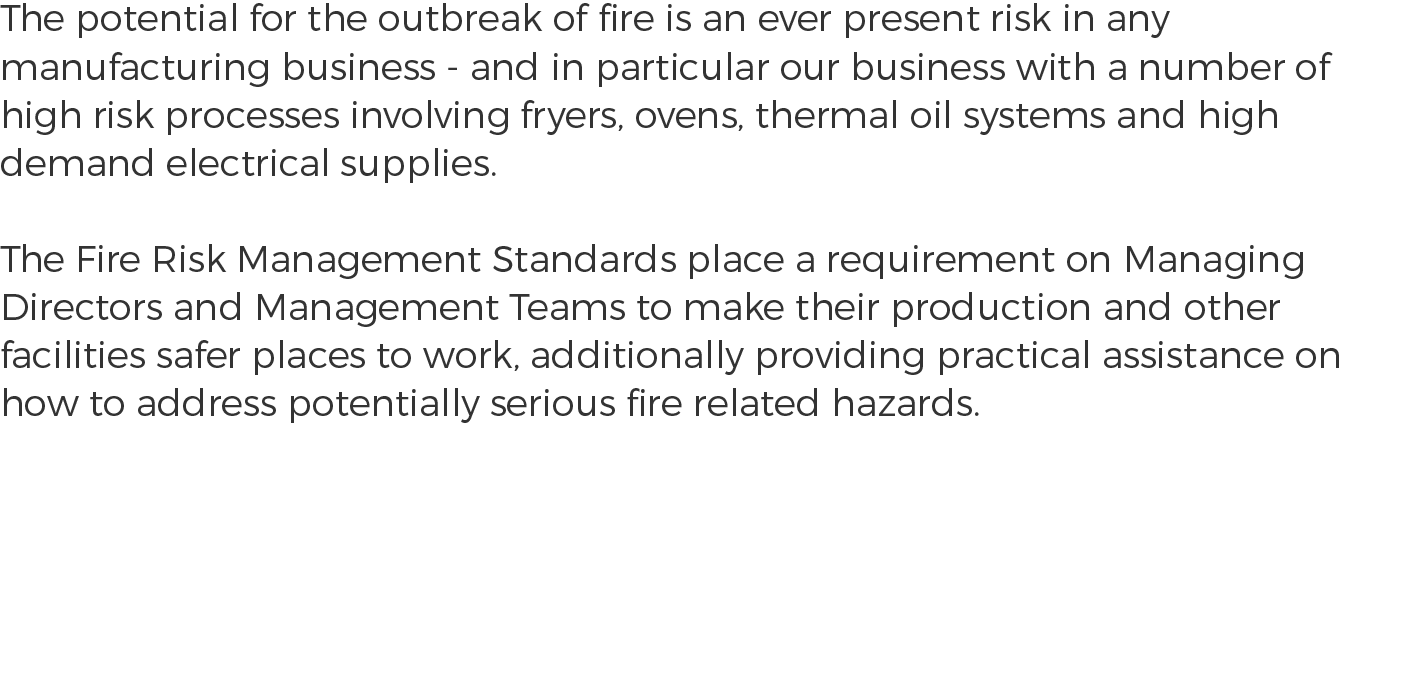 The potential for the outbreak of fire is an ever present risk in any
manufacturing business - and in particular our business with a number of
high risk processes involving fryers, ovens, thermal oil systems and high
demand electrical supplies.
The Fire Risk Management Standards place a requirement on Managing
Directors and Management Teams to make their production and other
facilities safer places to work, additionally providing practical assistance on
how to address potentially serious fire related hazards.